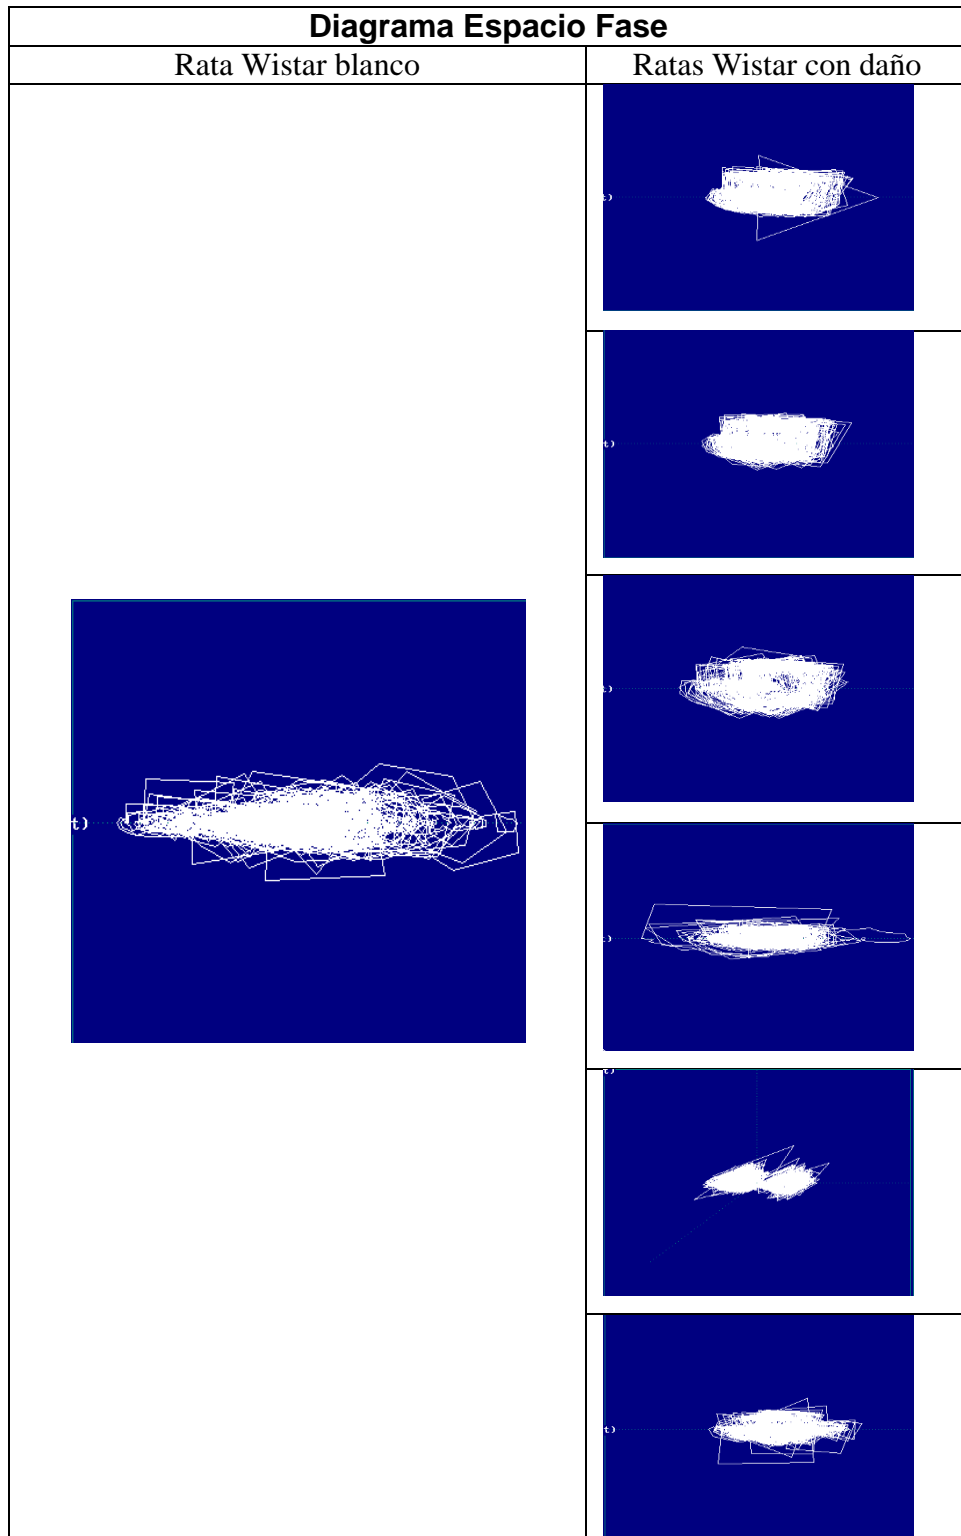 Diagrama Espacio Fase
Rata Wistar blanco
Ratas Wistar con daño
t)
t)
t)
t)
t)
t)
t)